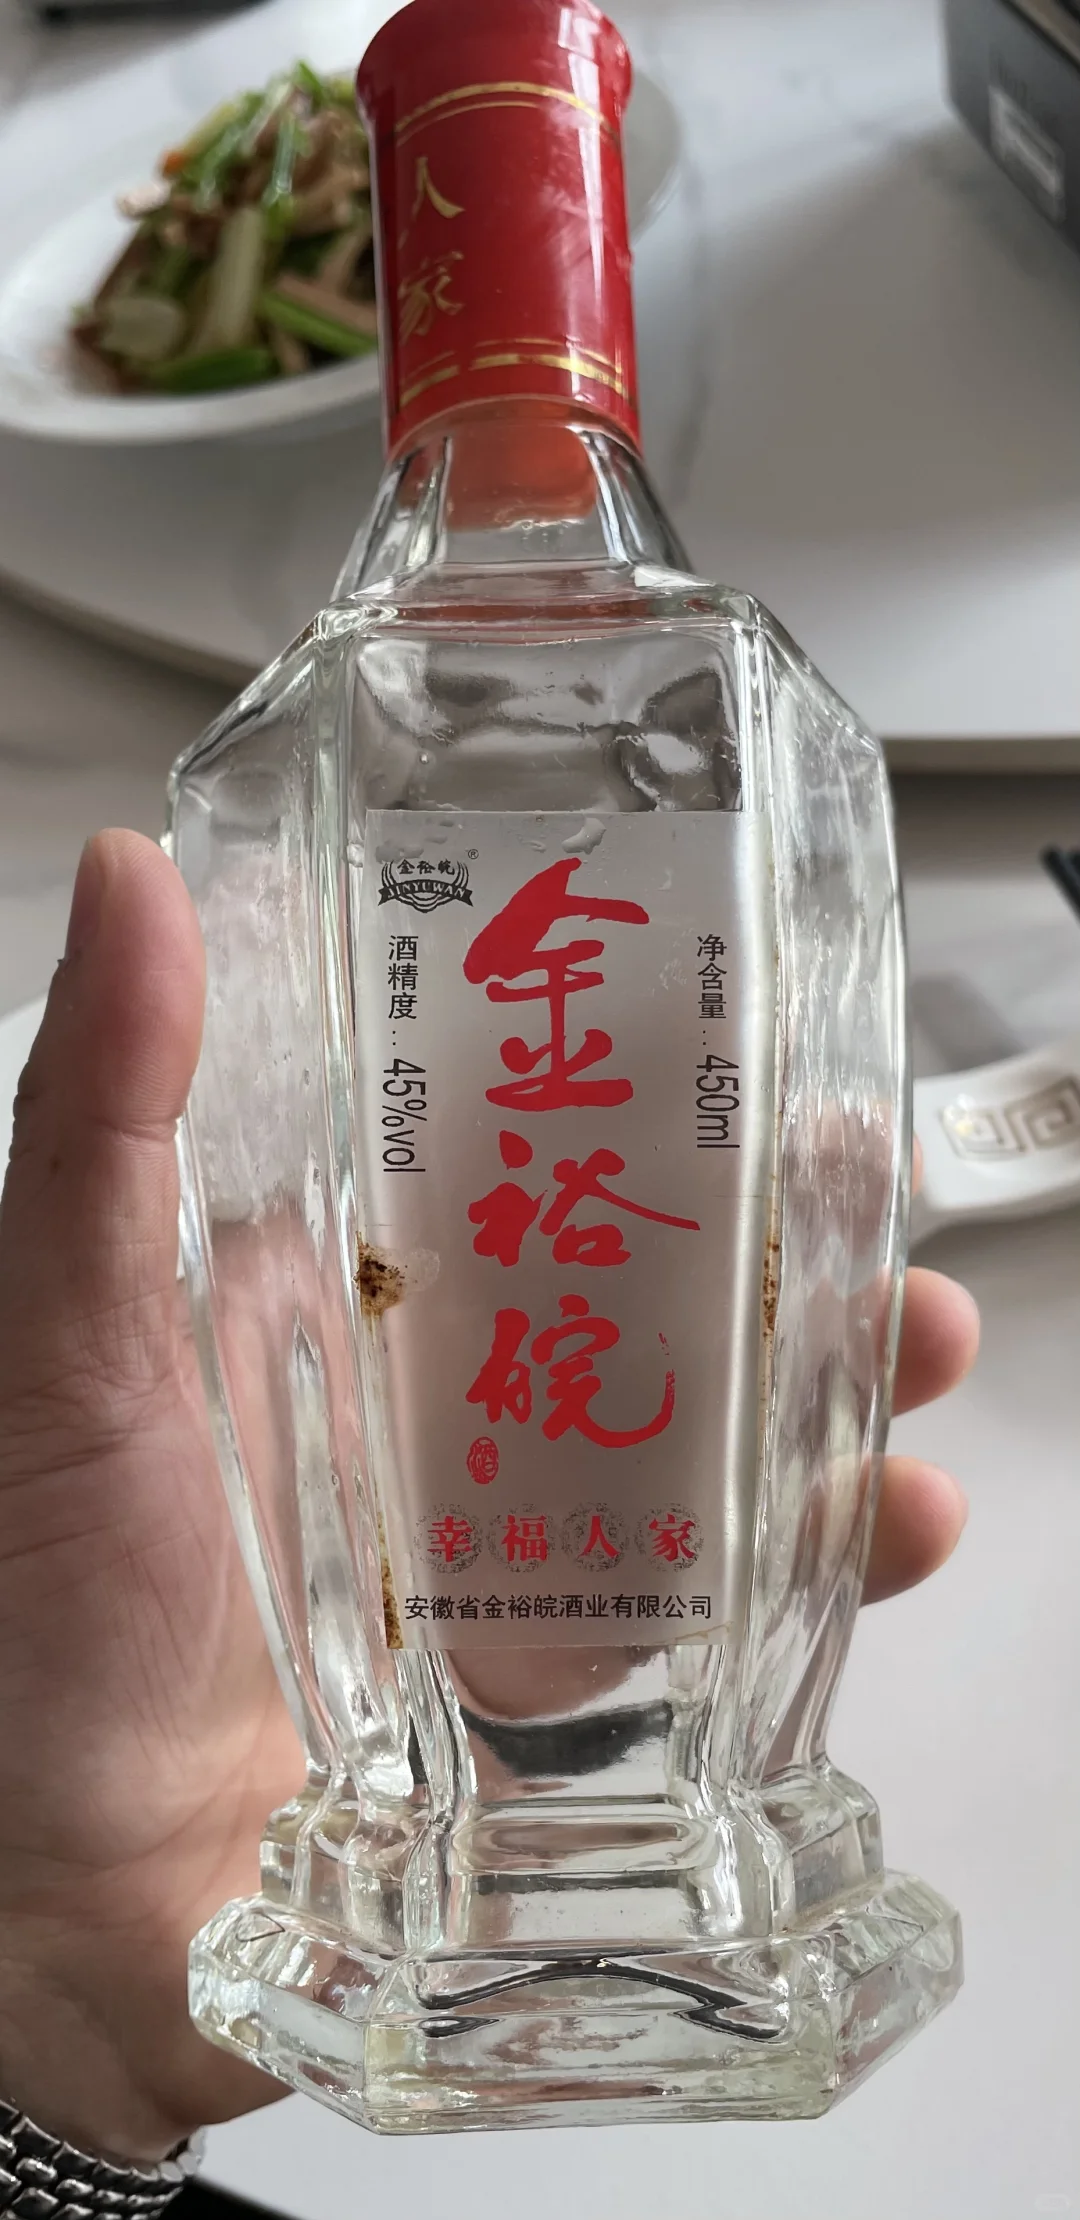 人家
金裕皖
®
JINYUWAN
酒精度：45%vol
净含量：450ml
金裕皖
酒
幸福人家
安徽省金裕皖酒业有限公司